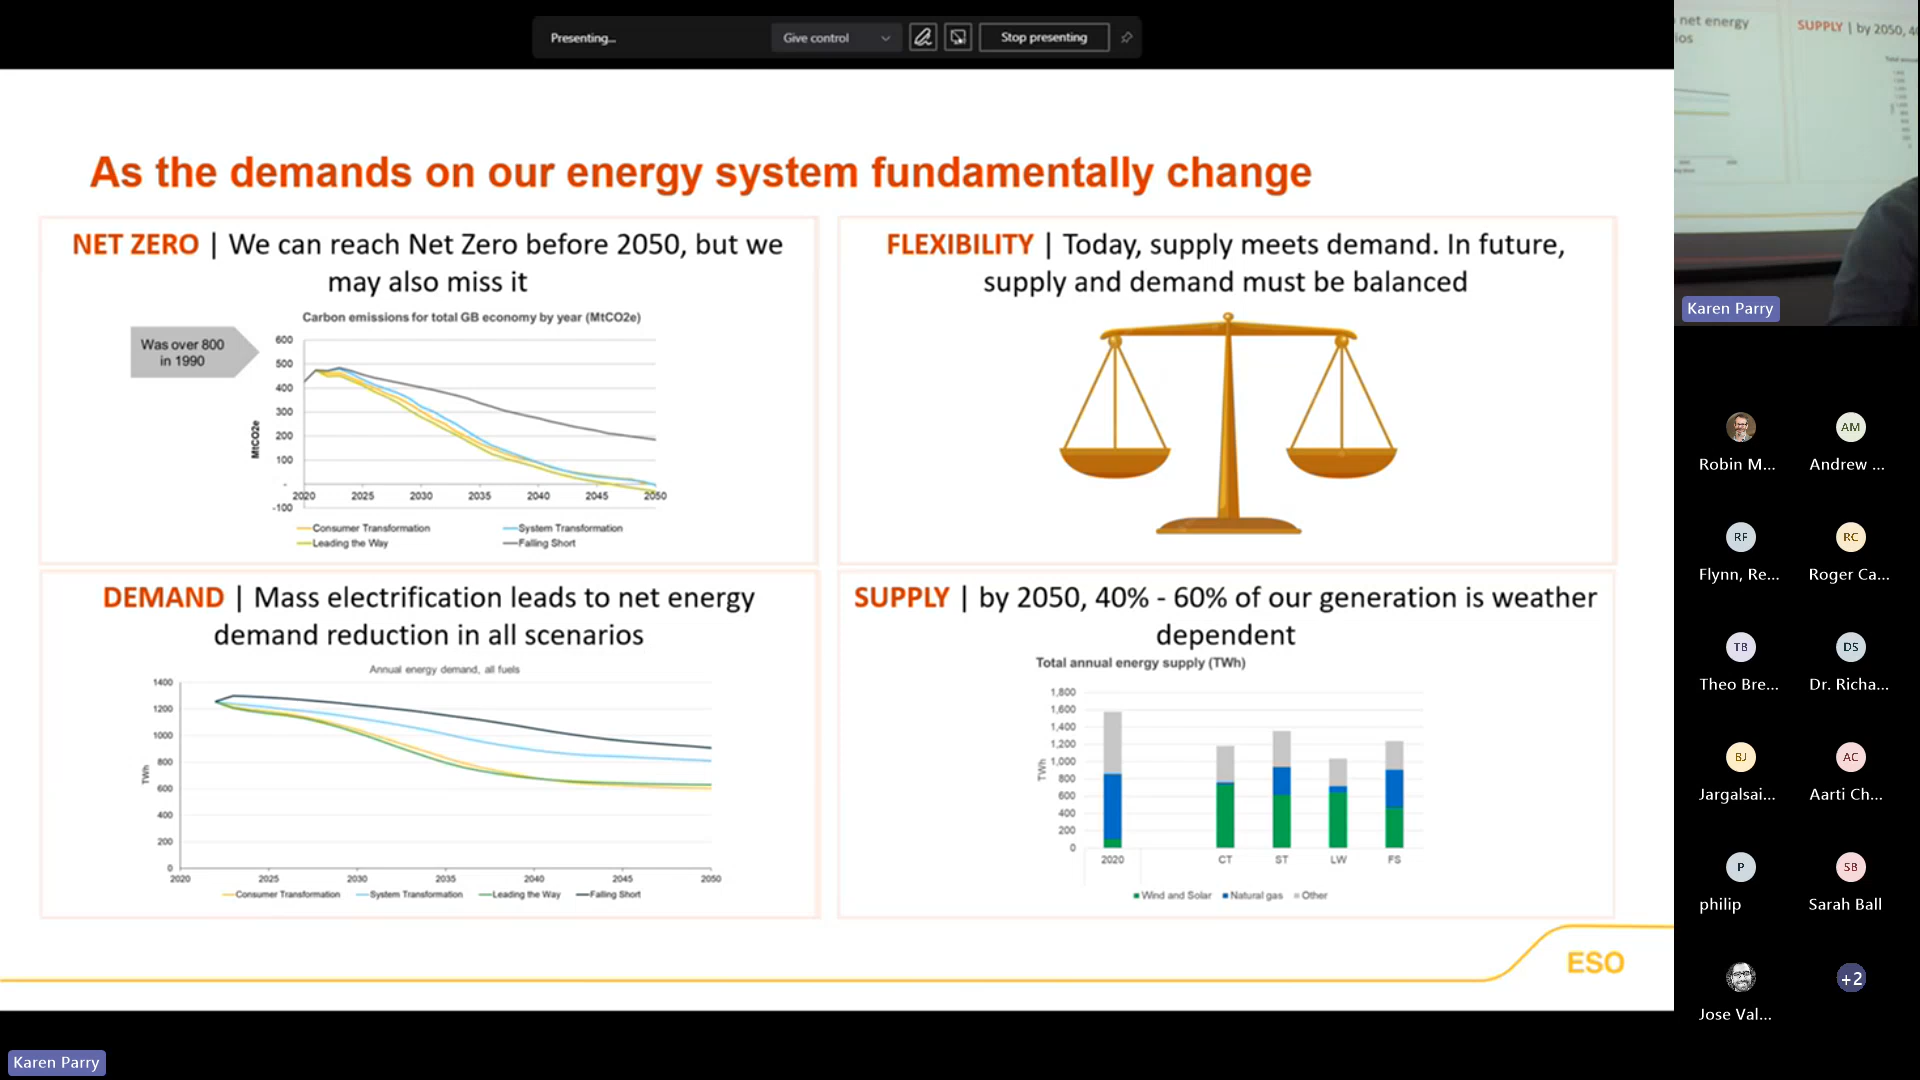 Presenting...
Give control
Stop presenting
net energy
ios
SUPPLY | by 2050, 4
As the demands on our energy system fundamentally change
NET ZERO | We can reach Net Zero before 2050, but we
may also miss it
Carbon emissions for total GB economy by year (MtCO2e)
Was over 800
in 1990
600
500
400
300
200
100
-
-100
MtCO2e
2020 2025 2030 2035 2040 2045 2050
Consumer Transformation System Transformation
Leading the Way Falling Short
FLEXIBILITY | Today, supply meets demand. In future,
supply and demand must be balanced
DEMAND | Mass electrification leads to net energy
demand reduction in all scenarios
Annual energy demand, all fuels
1400
1200
1000
800
600
400
200
0
TWh
2020 2025 2030 2035 2040 2045 2050
Consumer Transformation System Transformation Leading the Way Falling Short
SUPPLY | by 2050, 40% - 60% of our generation is weather
dependent
Total annual energy supply (TWh)
1,800
1,600
1,400
1,200
1,000
800
600
400
200
0
TWh
2020 CT ST LW FS
Wind and Solar Natural gas Other
ESO
Karen Parry
Karen Parry
AM
Robin M... Andrew ...
RF RC
Flynn, Re... Roger Ca...
TB DS
Theo Bre... Dr. Richa...
BJ AC
Jargalsai... Aarti Ch...
P SB
philip Sarah Ball
+2
Jose Val...